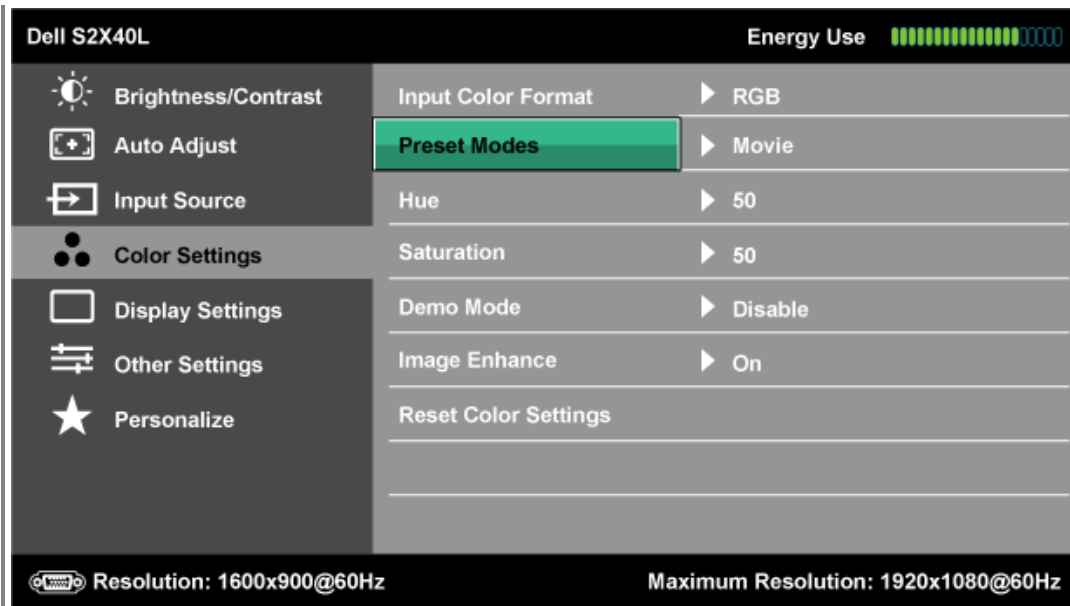 Dell S2X40L Energy Use
Brightness/Contrast
Auto Adjust
Input Source
Color Settings
Display Settings
Other Settings
Personalize
Input Color Format RGB
Preset Modes Movie
Hue 50
Saturation 50
Demo Mode Disable
Image Enhance On
Reset Color Settings
Resolution: 1600x900@60Hz Maximum Resolution: 1920x1080@60Hz